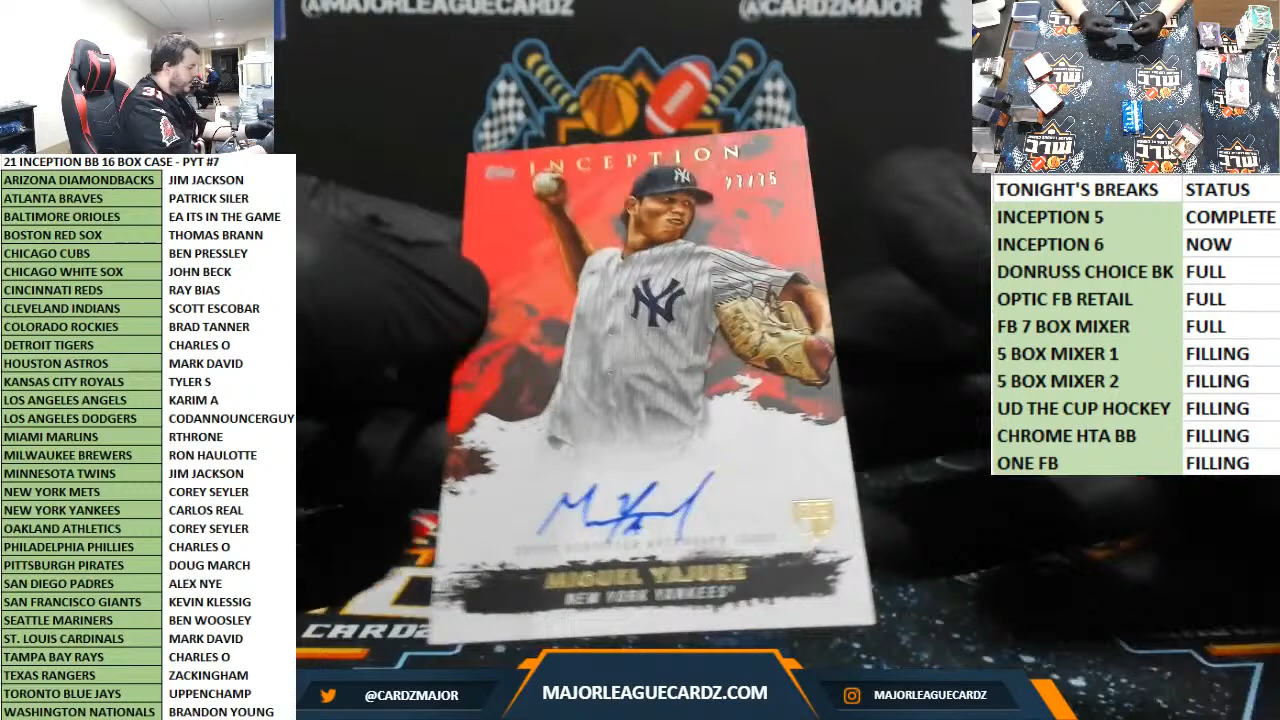 @MAJORLEAGUECARDZ
@CARDZMAJOR
21 INCEPTION BB 16 BOX CASE - PYT #7
ARIZONA DIAMONDBACKS JIM JACKSON
ATLANTA BRAVES PATRICK SILER
BALTIMORE ORIOLES EA ITS IN THE GAME
BOSTON RED SOX THOMAS BRANN
CHICAGO CUBS BEN PRESSLEY
CHICAGO WHITE SOX JOHN BECK
CINCINNATI REDS RAY BIAS
CLEVELAND INDIANS SCOTT ESCOBAR
COLORADO ROCKIES BRAD TANNER
DETROIT TIGERS CHARLES O
HOUSTON ASTROS MARK DAVID
KANSAS CITY ROYALS TYLER S
LOS ANGELES ANGELS KARIM A
LOS ANGELES DODGERS CODANNOUNCERGUY
MIAMI MARLINS RTHRONE
MILWAUKEE BREWERS RON HAULOTTE
MINNESOTA TWINS JIM JACKSON
NEW YORK METS COREY SEYLER
NEW YORK YANKEES CARLOS REAL
OAKLAND ATHLETICS COREY SEYLER
PHILADELPHIA PHILLIES CHARLES O
PITTSBURGH PIRATES DOUG MARCH
SAN DIEGO PADRES ALEX NYE
SAN FRANCISCO GIANTS KEVIN KLESSIG
SEATTLE MARINERS BEN WOOSLEY
ST. LOUIS CARDINALS MARK DAVID
TAMPA BAY RAYS CHARLES O
TEXAS RANGERS ZACKINGHAM
TORONTO BLUE JAYS UPPENCHAMP
WASHINGTON NATIONALS BRANDON YOUNG
Topps
INCEPTION
NY
NY
MIGUEL YAJURE
NEW YORK YANKEES
CARDZ
TONIGHT'S BREAKS STATUS
INCEPTION 5 COMPLETE
INCEPTION 6 NOW
DONRUSS CHOICE BK FULL
OPTIC FB RETAIL FULL
FB 7 BOX MIXER FULL
5 BOX MIXER 1 FILLING
5 BOX MIXER 2 FILLING
UD THE CUP HOCKEY FILLING
CHROME HTA BB FILLING
ONE FB FILLING
@CARDZMAJOR
MAJORLEAGUECARDZ.COM
MAJORLEAGUECARDZ